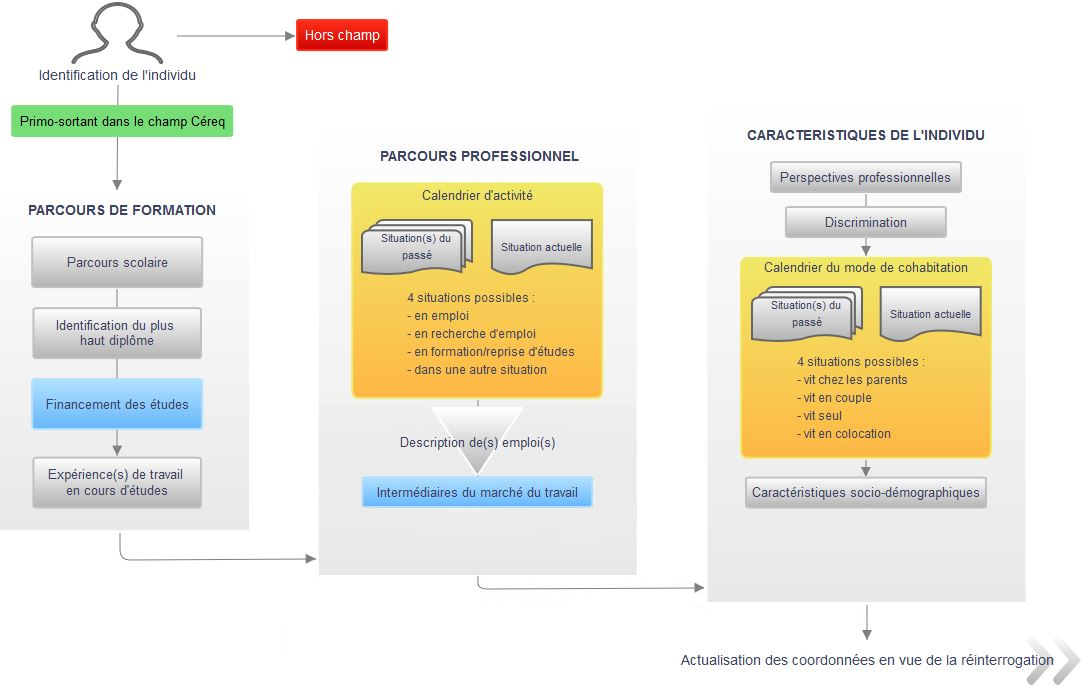 Hors champ
Identification de l'individu
Primo-sortant dans le champ Céreq
PARCOURS DE FORMATION
Parcours scolaire
Identification du plus
haut diplôme
Financement des études
Expérience(s) de travail
en cours d'études
PARCOURS PROFESSIONNEL
Calendrier d'activité
Situation(s) du
passé
Situation actuelle
4 situations possibles :
- en emploi
- en recherche d'emploi
- en formation/reprise d'études
- dans une autre situation
Description de(s) emploi(s)
Intermédiaires du marché du travail
CARACTERISTIQUES DE L'INDIVIDU
Perspectives professionnelles
Discrimination
Calendrier du mode de cohabitation
Situation(s) du
passé
Situation actuelle
4 situations possibles :
- vit chez les parents
- vit en couple
- vit seul
- vit en colocation
Caractéristiques socio-démographiques
Actualisation des coordonnées en vue de la réinterrogation